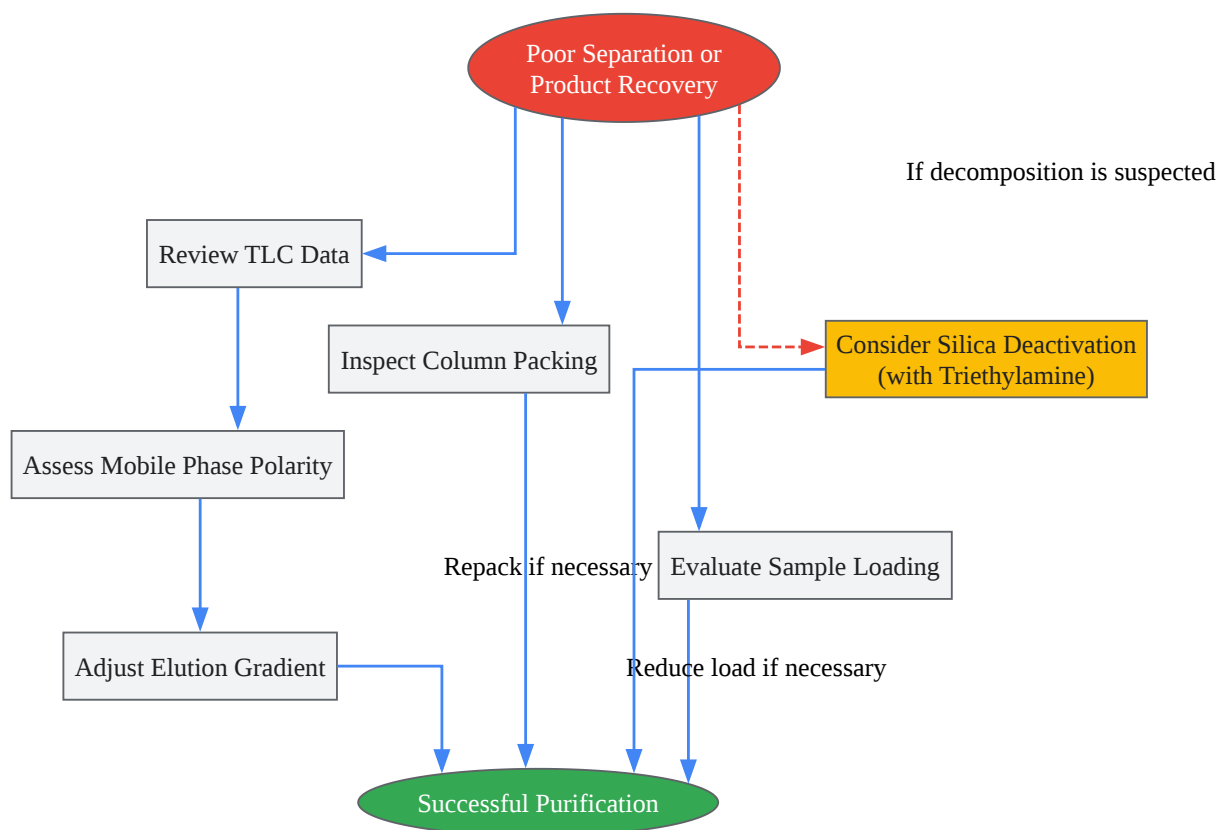 Poor Separation or
Product Recovery
If decomposition is suspected
Review TLC Data
Inspect Column Packing
Consider Silica Deactivation
(with Triethylamine)
Assess Mobile Phase Polarity
Repack if necessary
Evaluate Sample Loading
Adjust Elution Gradient
Reduce load if necessary
Successful Purification